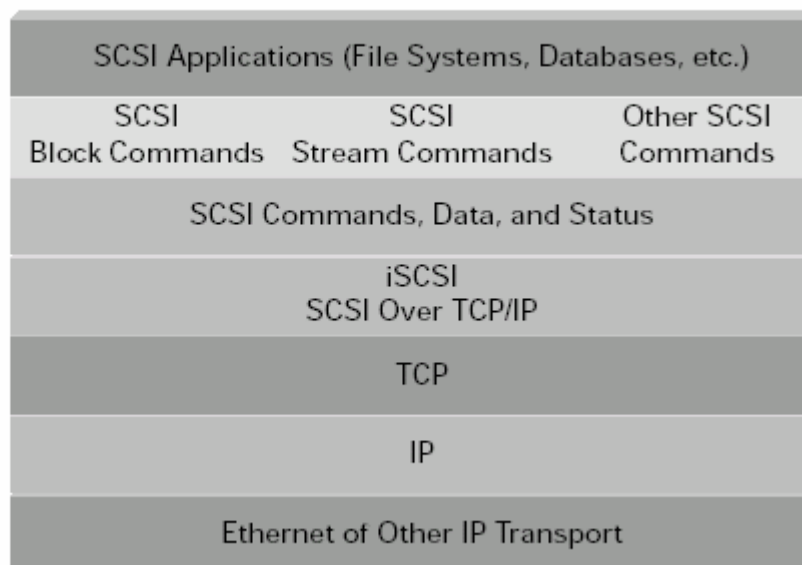 SCSI Applications (File Systems, Databases, etc.)
SCSI
Block Commands
SCSI
Stream Commands
Other SCSI
Commands
SCSI Commands, Data, and Status
iSCSI
SCSI Over TCP/IP
TCP
IP
Ethernet of Other IP Transport